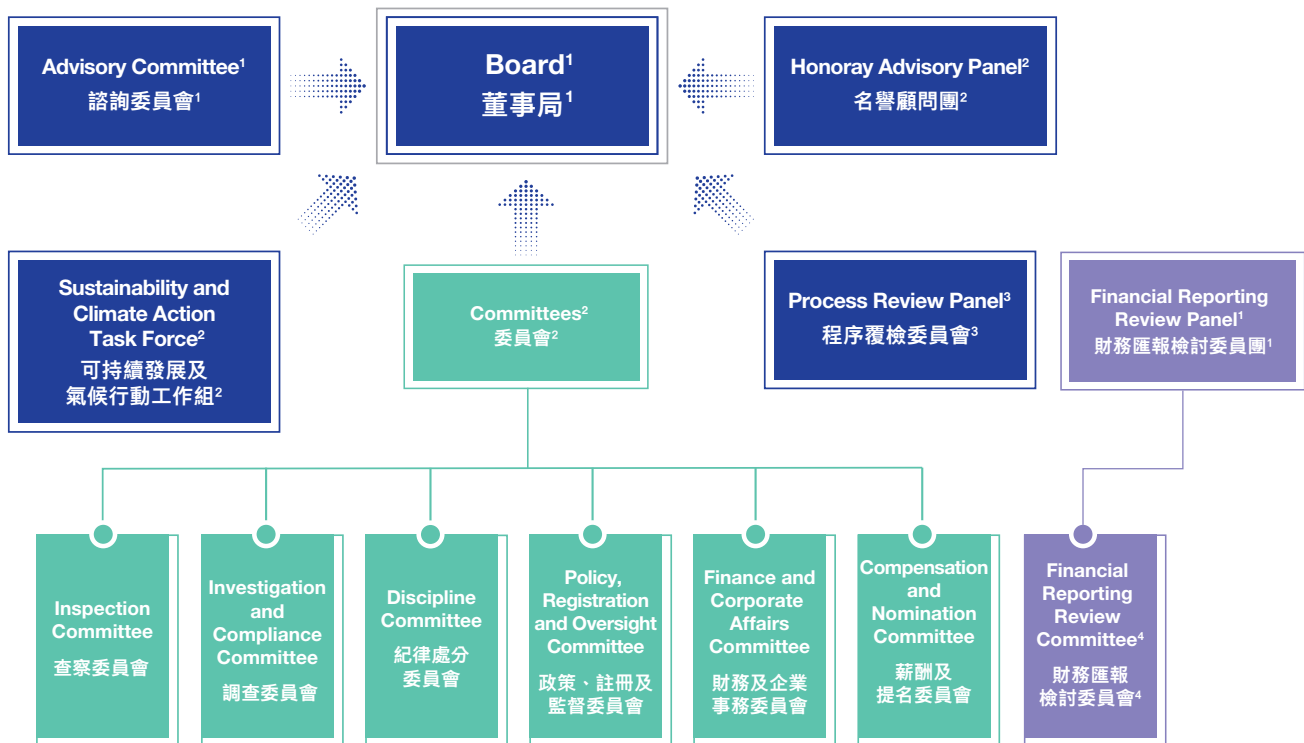 Advisory Committee¹
諮詢委員會¹
Board¹
董事局¹
Honoray Advisory Panel²
名譽顧問團²
Sustainability and
Climate Action
Task Force²
可持續發展及
氣候行動工作組²
Committees²
委員會²
Process Review Panel³
程序覆檢委員會³
Financial Reporting
Review Panel¹
財務匯報檢討委員團¹
Inspection
Committee
查察委員會
Investigation
and
Compliance
Committee
調查委員會
Discipline
Committee
紀律處分
委員會
Policy,
Registration
and Oversight
Committee
政策、註冊及
監督委員會
Finance and
Corporate
Affairs
Committee
財務及企業
事務委員會
Compensation
and
Nomination
Committee
薪酬及
提名委員會
Financial
Reporting
Review
Committee⁴
財務匯報
檢討委員會⁴